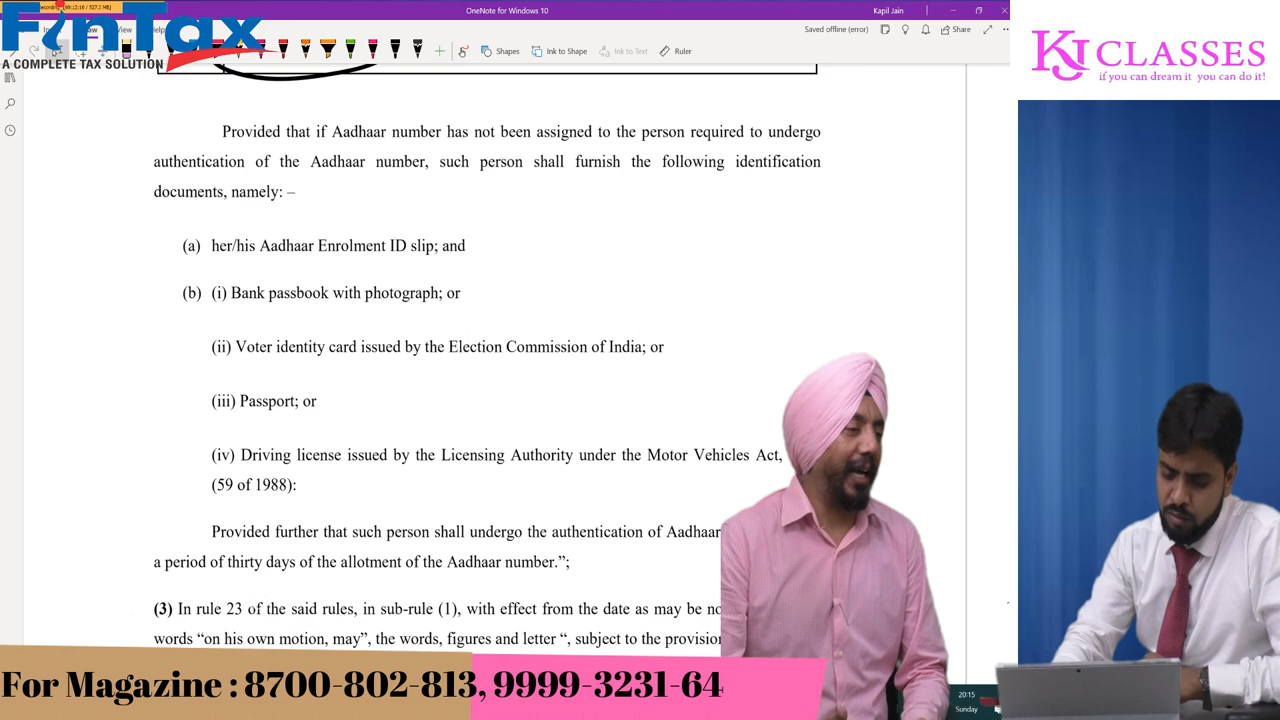 Recording [00:12:10 / 527.2 MB]
OneNote for Windows 10
Kapil Jain
FinTax
A COMPLETE TAX SOLUTION
View
Shapes
Ink to Shape
Ink to Text
Ruler
Saved offline (error)
Share
KJ CLASSES
if you can dream it you can do it!
Provided that if Aadhaar number has not been assigned to the person required to undergo
authentication of the Aadhaar number, such person shall furnish the following identification
documents, namely: –
(a) her/his Aadhaar Enrolment ID slip; and
(b) (i) Bank passbook with photograph; or
(ii) Voter identity card issued by the Election Commission of India; or
(iii) Passport; or
(iv) Driving license issued by the Licensing Authority under the Motor Vehicles Act,
(59 of 1988):
Provided further that such person shall undergo the authentication of Aadhaar
a period of thirty days of the allotment of the Aadhaar number.”;
(3) In rule 23 of the said rules, in sub-rule (1), with effect from the date as may be no
words “on his own motion, may”, the words, figures and letter “, subject to the provision
For Magazine : 8700-802-813, 9999-3231-64
20:15
Sunday